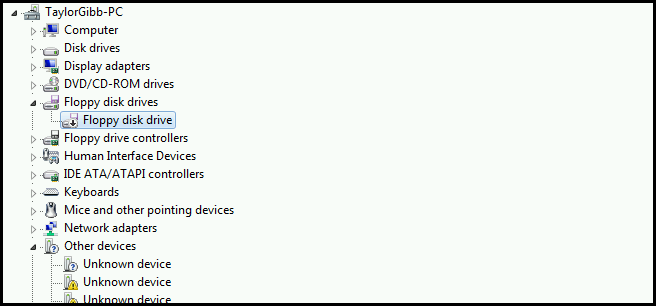 TaylorGibb-PC
Computer
Disk drives
Display adapters
DVD/CD-ROM drives
Floppy disk drives
Floppy disk drive
Floppy drive controllers
Human Interface Devices
IDE ATA/ATAPI controllers
Keyboards
Mice and other pointing devices
Network adapters
Other devices
Unknown device
Unknown device
Unknown device